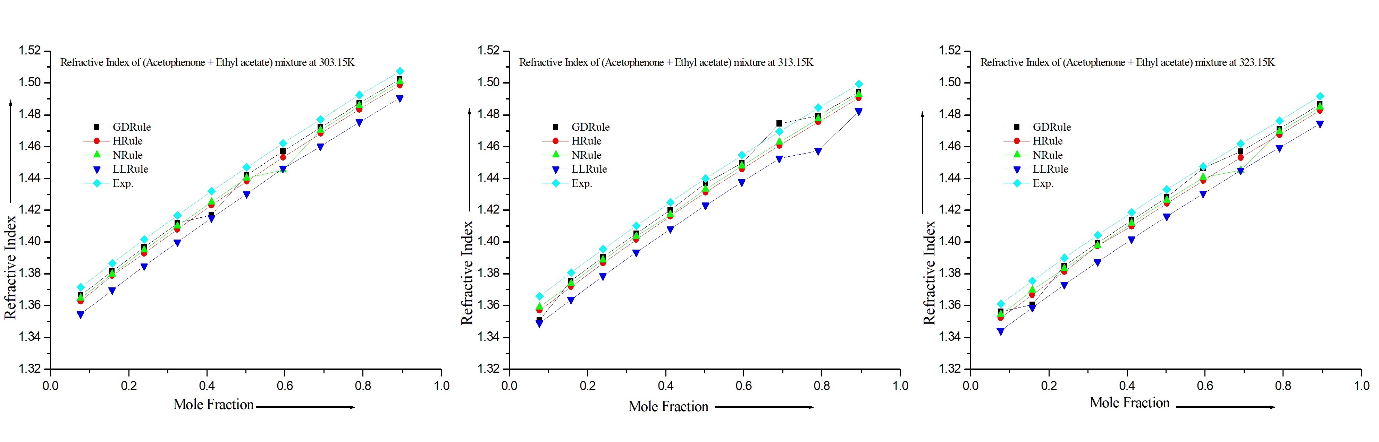 Refractive Index of (Acetophenone + Ethyl acetate) mixture at 303.15K
1.52
1.50
1.48
1.46
1.44
1.42
1.40
1.38
1.36
1.34
1.32
GDRule
HRule
NRule
LLRule
Exp.
Refractive Index
0.0 0.2 0.4 0.6 0.8 1.0
Mole Fraction
Refractive Index of (Acetophenone + Ethyl acetate) mixture at 313.15K
1.52
1.50
1.48
1.46
1.44
1.42
1.40
1.38
1.36
1.34
1.32
GDRule
HRule
NRule
LLRule
Exp.
Refractive Index
0.0 0.2 0.4 0.6 0.8 1.0
Mole Fraction
Refractive Index of (Acetophenone + Ethyl acetate) mixture at 323.15K
1.52
1.50
1.48
1.46
1.44
1.42
1.40
1.38
1.36
1.34
1.32
GDRule
HRule
NRule
LLRule
Exp.
Refractive Index
0.0 0.2 0.4 0.6 0.8 1.0
Mole Fraction